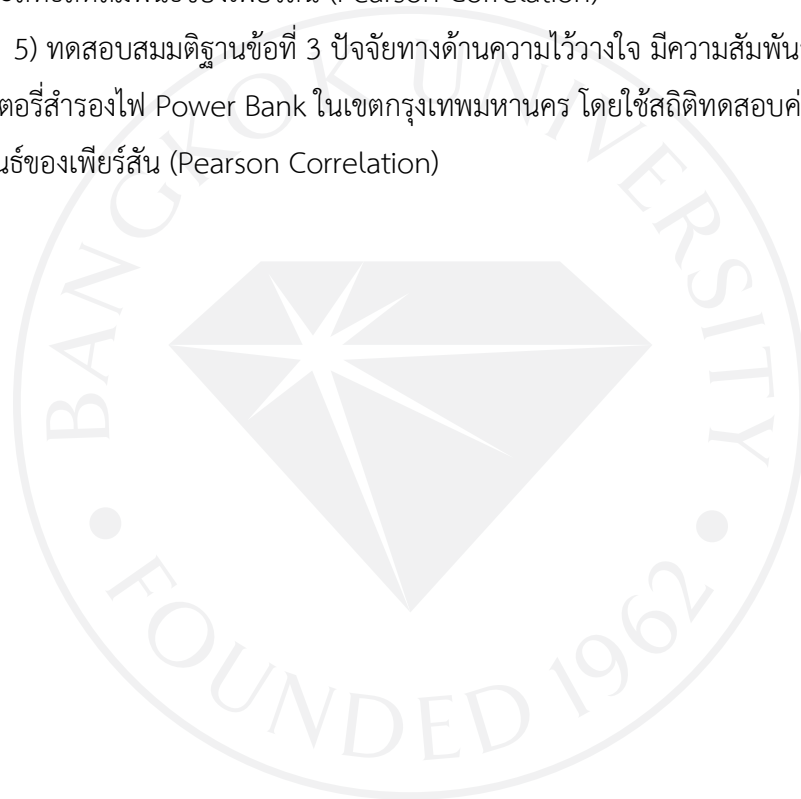 (Pearson Correlation)
5) ทดสอบสมมติฐานข้อที่ 3 ปัจจัยทางด้านความไว้วางใจ มีความสัมพัน
ตอรี่สำรองไฟ Power Bank ในเขตกรุงเทพมหานคร โดยใช้สถิติทดสอบค่
นธ์ของเพียร์สัน (Pearson Correlation)
BANGKOK UNIVERSITY
• FOUNDED 1962 •